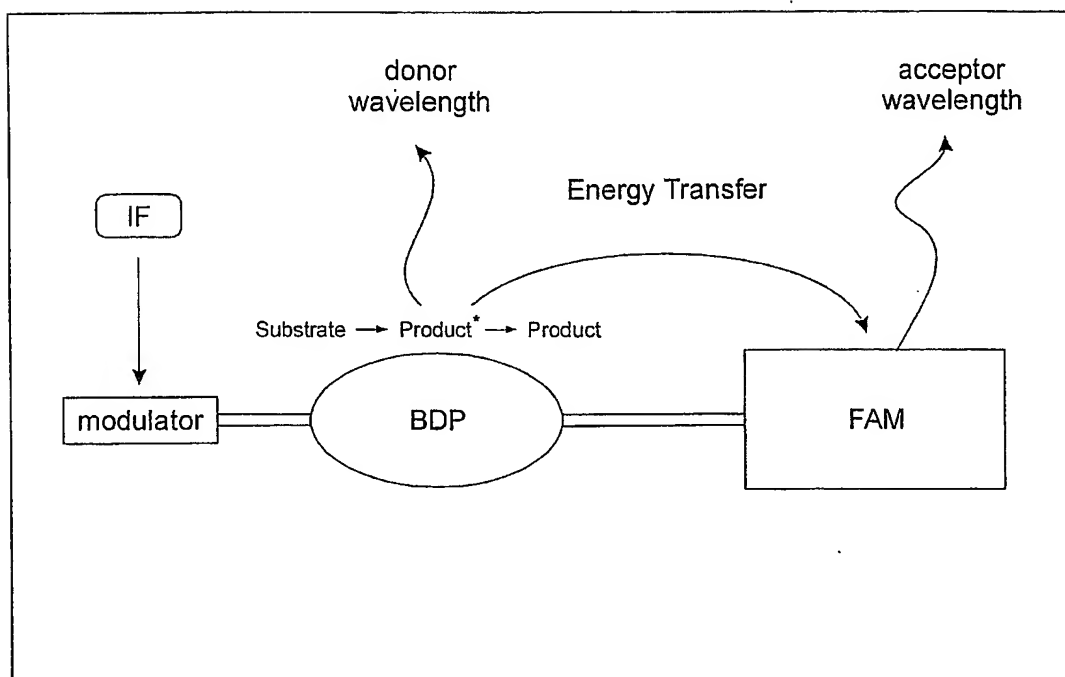 donor
wavelength
acceptor
wavelength
Energy Transfer
IF
Substrate → Product* → Product
modulator
BDP
FAM